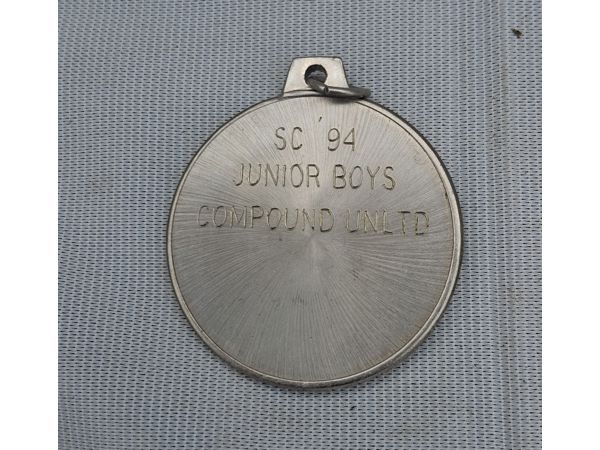 SC '94
JUNIOR BOYS
COMPOUND UNLTD